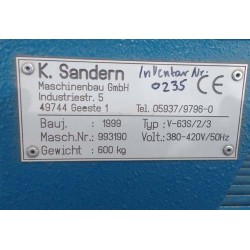 K. Sandern Inventar Nr.:
Maschinenbau GmbH 0235 CE
Industriestr. 5
49744 Geeste 1 Tel. 05937/9796-0
Bauj. : 1999 Typ : V-63S/2/3
Masch.Nr.: 993190 Volt.: 380-420V/50Hz
Gewicht : 600 kg